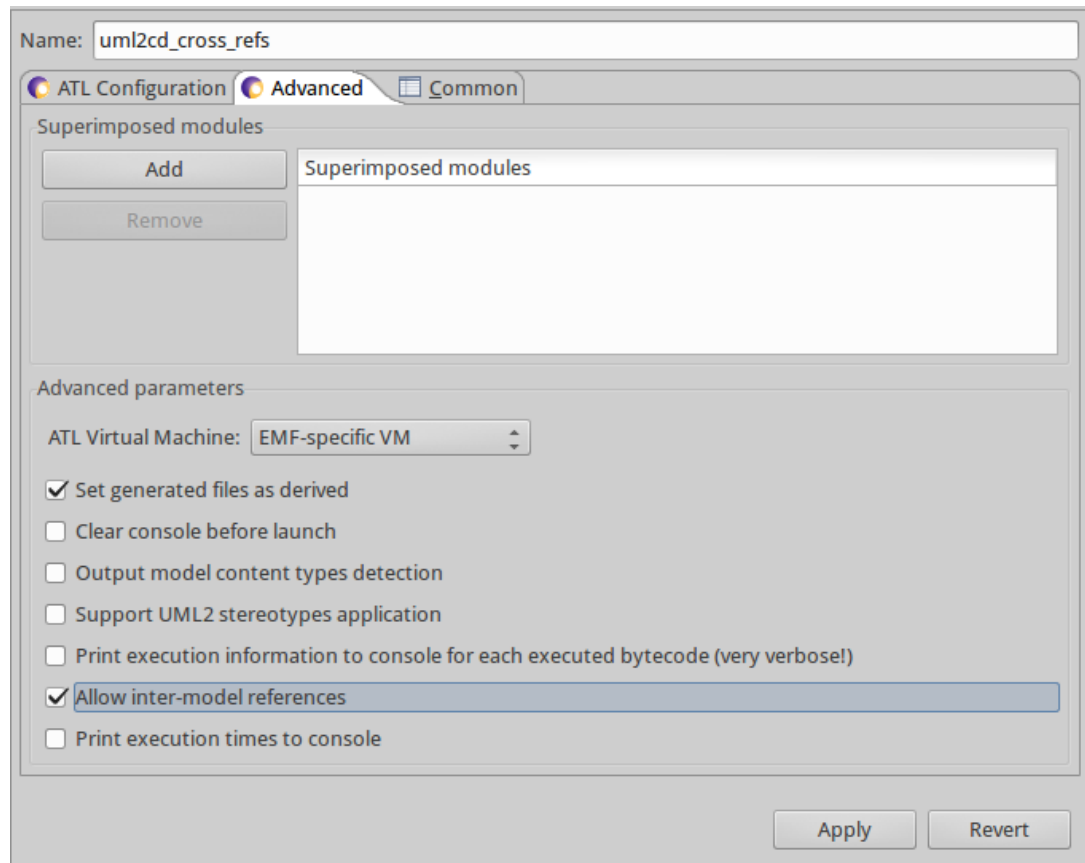 Name: uml2cd_cross_refs
ATL Configuration Advanced Common
Superimposed modules
Add Superimposed modules
Remove
Advanced parameters
ATL Virtual Machine: EMF-specific VM
Set generated files as derived
Clear console before launch
Output model content types detection
Support UML2 stereotypes application
Print execution information to console for each executed bytecode (very verbose!)
Allow inter-model references
Print execution times to console
Apply Revert